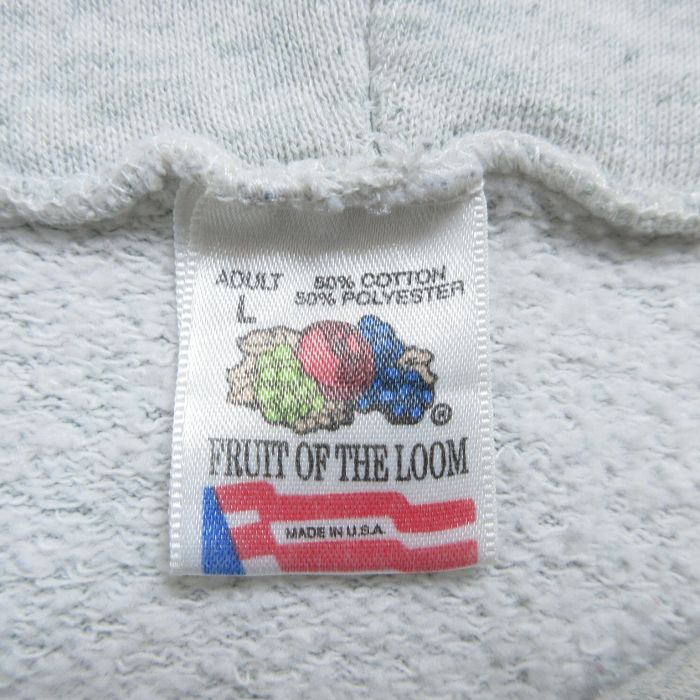 ADULT
L
50% COTTON
50% POLYESTER
®
FRUIT OF THE LOOM
MADE IN U.S.A.